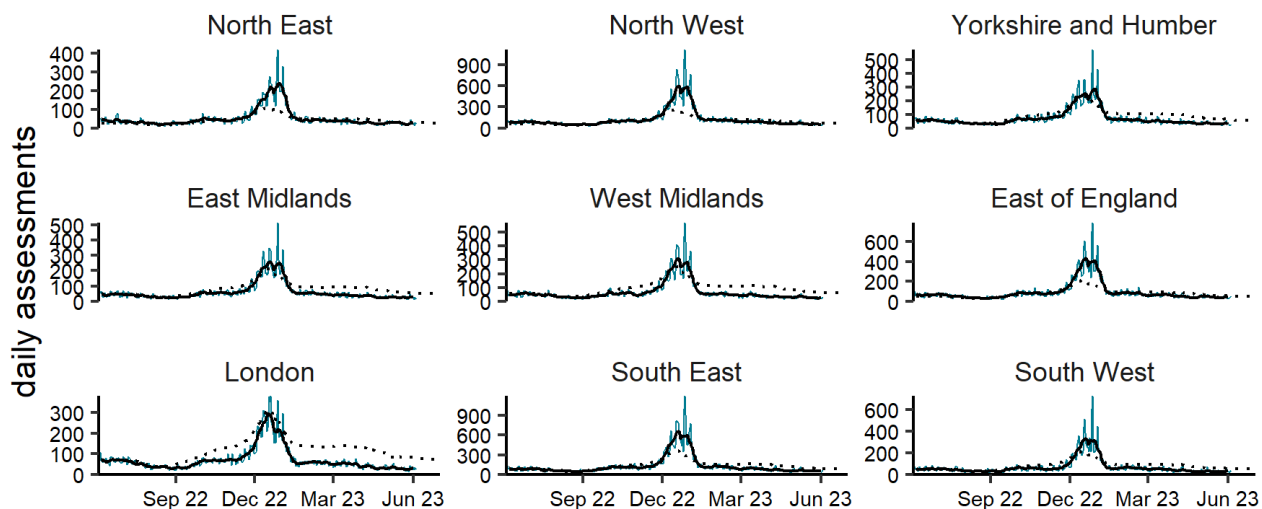 North East North West Yorkshire and Humber
400 300 200 100 0
900 600 300 0
500 400 300 200 100 0
daily assessments
East Midlands West Midlands East of England
500 400 300 200 100 0
500 400 300 200 100 0
600 400 200 0
London South East South West
300 200 100 0
900 600 300 0
600 400 200 0
Sep 22 Dec 22 Mar 23 Jun 23 Sep 22 Dec 22 Mar 23 Jun 23 Sep 22 Dec 22 Mar 23 Jun 23